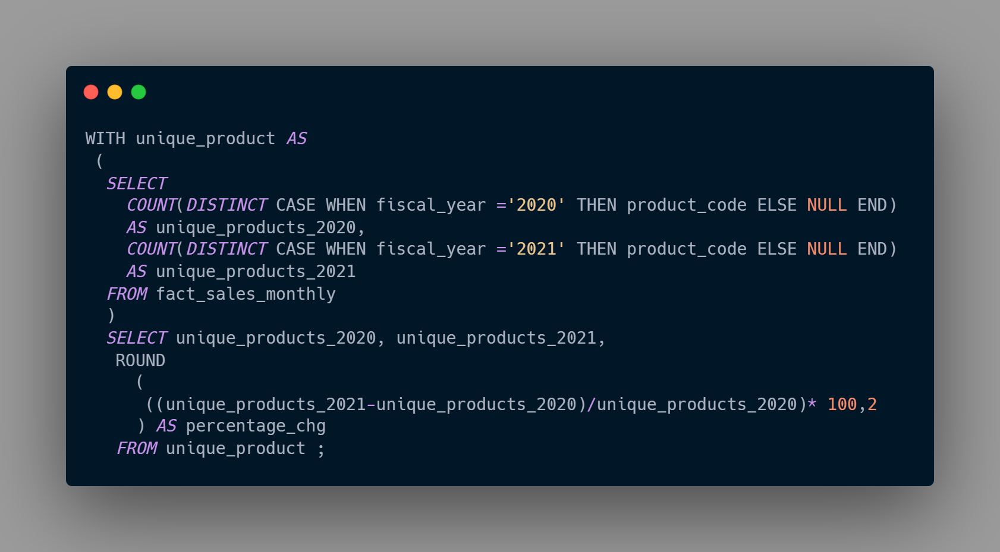 WITH unique_product AS
(
SELECT
COUNT(DISTINCT CASE WHEN fiscal_year ='2020' THEN product_code ELSE NULL END)
AS unique_products_2020,
COUNT(DISTINCT CASE WHEN fiscal_year ='2021' THEN product_code ELSE NULL END)
AS unique_products_2021
FROM fact_sales_monthly
)
SELECT unique_products_2020, unique_products_2021,
ROUND
(
((unique_products_2021-unique_products_2020)/unique_products_2020)* 100,2
) AS percentage_chg
FROM unique_product ;